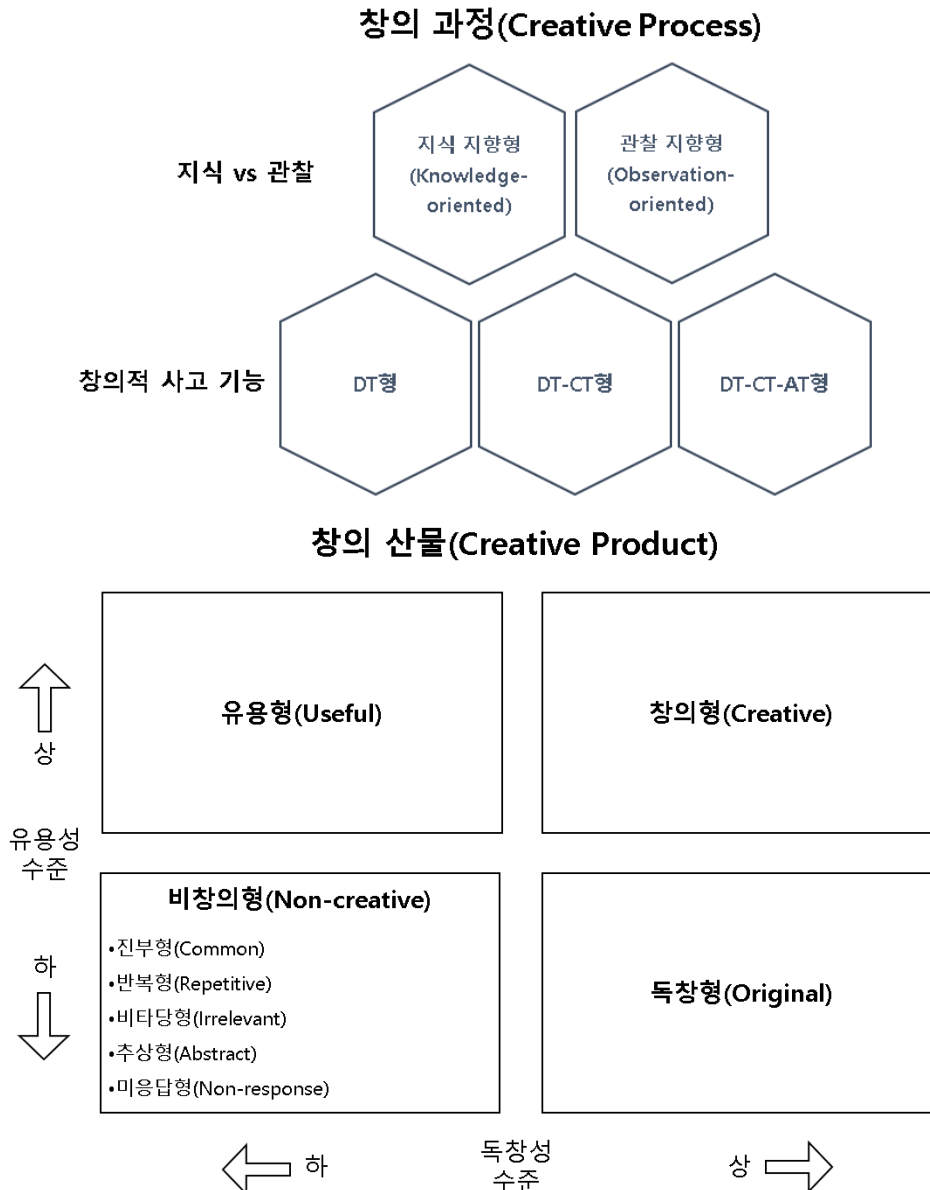 창의 과정(Creative Process)
지식 vs 관찰
지식 지향형
(Knowledge-
oriented)
관찰 지향형
(Observation-
oriented)
창의적 사고 기능
DT형
DT-CT형
DT-CT-AT형
창의 산물(Creative Product)
유용형(Useful)
창의형(Creative)
상
유용성
수준
하
비창의형(Non-creative)
•진부형(Common)
•반복형(Repetitive)
•비타당형(Irrelevant)
•추상형(Abstract)
•미응답형(Non-response)
독창형(Original)
하
독창성
수준
상